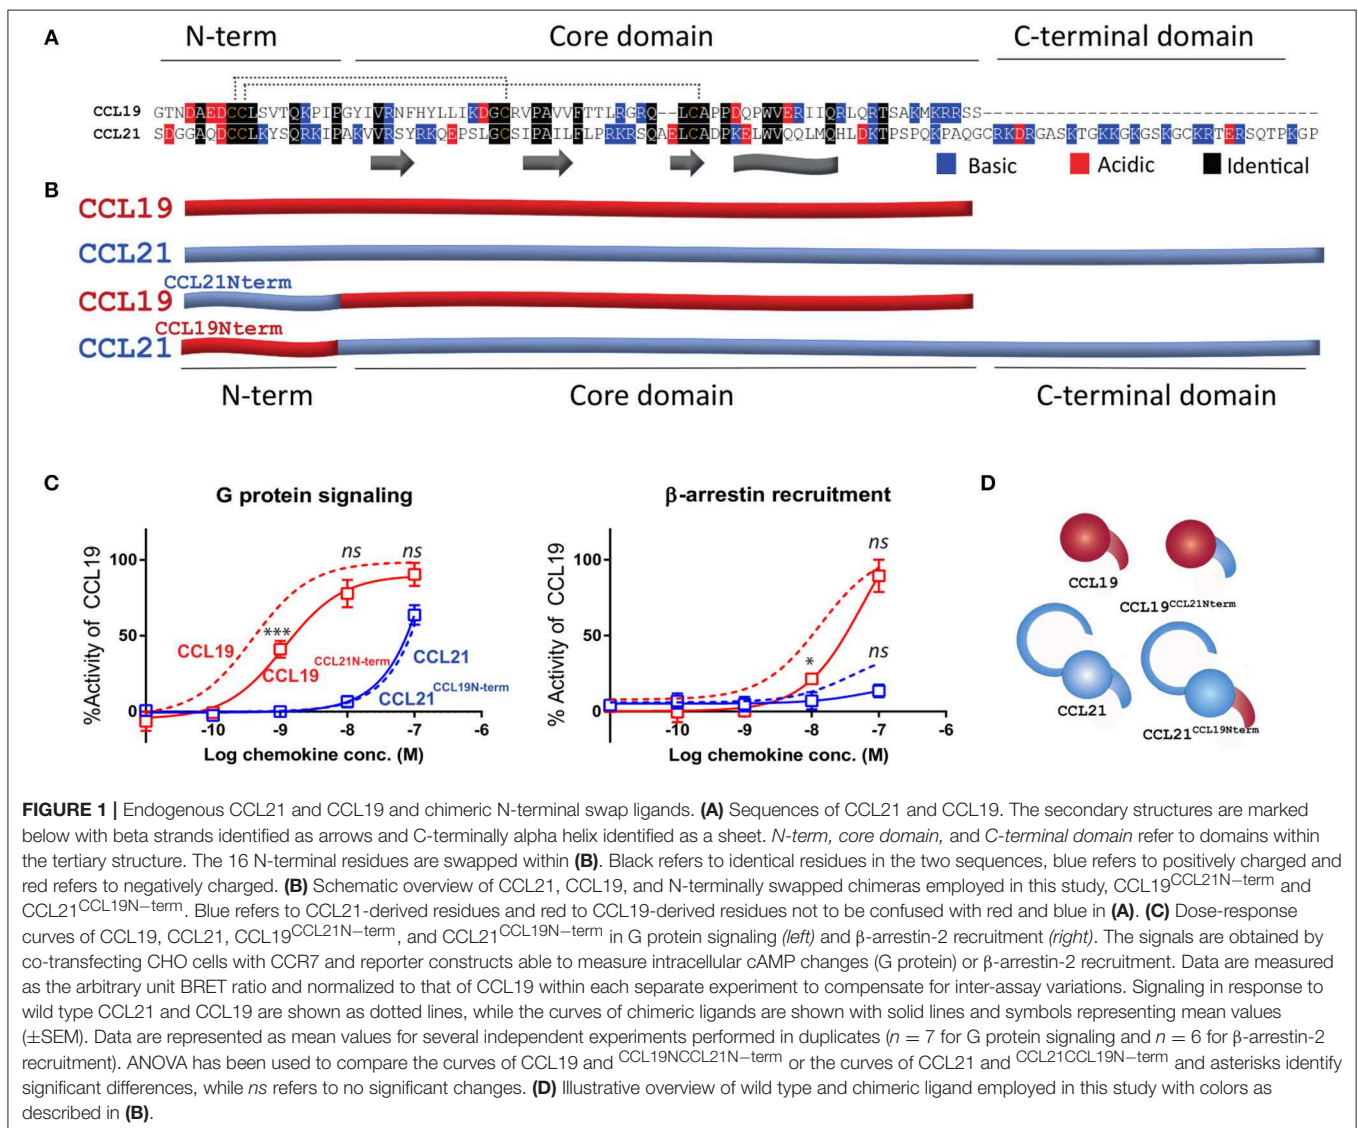 A
N-term Core domain C-terminal domain
CCL19 GTNDAEDCCLSVTQKPIPGYIVRNFHYLLIKDGCRVPAVVFTTLRGRQ--LCAPPDQPWVERIIQRLQRTSAKMKRRSS-----------------------------------
CCL21 SDGGAQDCCLKYSQRKIPAKVVRSYRKQEPSLGCSIPAILFLPRKRSQAELCADPKELWVQQLMQHLDKTPSPQKPAQGCRKDRGASKTGKKGKGSKGCKRTERSQTPKGP
Basic Acidic Identical
B
CCL19
CCL21
CCL21Nterm
CCL19
CCL19Nterm
CCL21
N-term Core domain C-terminal domain
C
G protein signaling
%Activity of CCL19
100
50
0
ns ns
***
CCL19
CCL19CCL21N-term
CCL21
CCL21CCL19N-term
-10 -9 -8 -7 -6
Log chemokine conc. (M)
β-arrestin recruitment
% Activity of CCL19
100
50
0
ns
*
ns
-10 -9 -8 -7 -6
Log chemokine conc. (M)
D
CCL19
CCL19CCL21Nterm
CCL21
CCL21CCL19Nterm
FIGURE 1 | Endogenous CCL21 and CCL19 and chimeric N-terminal swap ligands. (A) Sequences of CCL21 and CCL19. The secondary structures are marked
below with beta strands identified as arrows and C-terminally alpha helix identified as a sheet. N-term, core domain, and C-terminal domain refer to domains within
the tertiary structure. The 16 N-terminal residues are swapped within (B). Black refers to identical residues in the two sequences, blue refers to positively charged and
red refers to negatively charged. (B) Schematic overview of CCL21, CCL19, and N-terminally swapped chimeras employed in this study, CCL19CCL21N−term and
CCL21CCL19N−term. Blue refers to CCL21-derived residues and red to CCL19-derived residues not to be confused with red and blue in (A). (C) Dose-response
curves of CCL19, CCL21, CCL19CCL21N−term, and CCL21CCL19N−term in G protein signaling (left) and β-arrestin-2 recruitment (right). The signals are obtained by
co-transfecting CHO cells with CCR7 and reporter constructs able to measure intracellular cAMP changes (G protein) or β-arrestin-2 recruitment. Data are measured
as the arbitrary unit BRET ratio and normalized to that of CCL19 within each separate experiment to compensate for inter-assay variations. Signaling in response to
wild type CCL21 and CCL19 are shown as dotted lines, while the curves of chimeric ligands are shown with solid lines and symbols representing mean values
(±SEM). Data are represented as mean values for several independent experiments performed in duplicates (n = 7 for G protein signaling and n = 6 for β-arrestin-2
recruitment). ANOVA has been used to compare the curves of CCL19 and CCL19NCCL21N−term or the curves of CCL21 and CCL21CCL19N−term and asterisks identify
significant differences, while ns refers to no significant changes. (D) Illustrative overview of wild type and chimeric ligand employed in this study with colors as
described in (B).